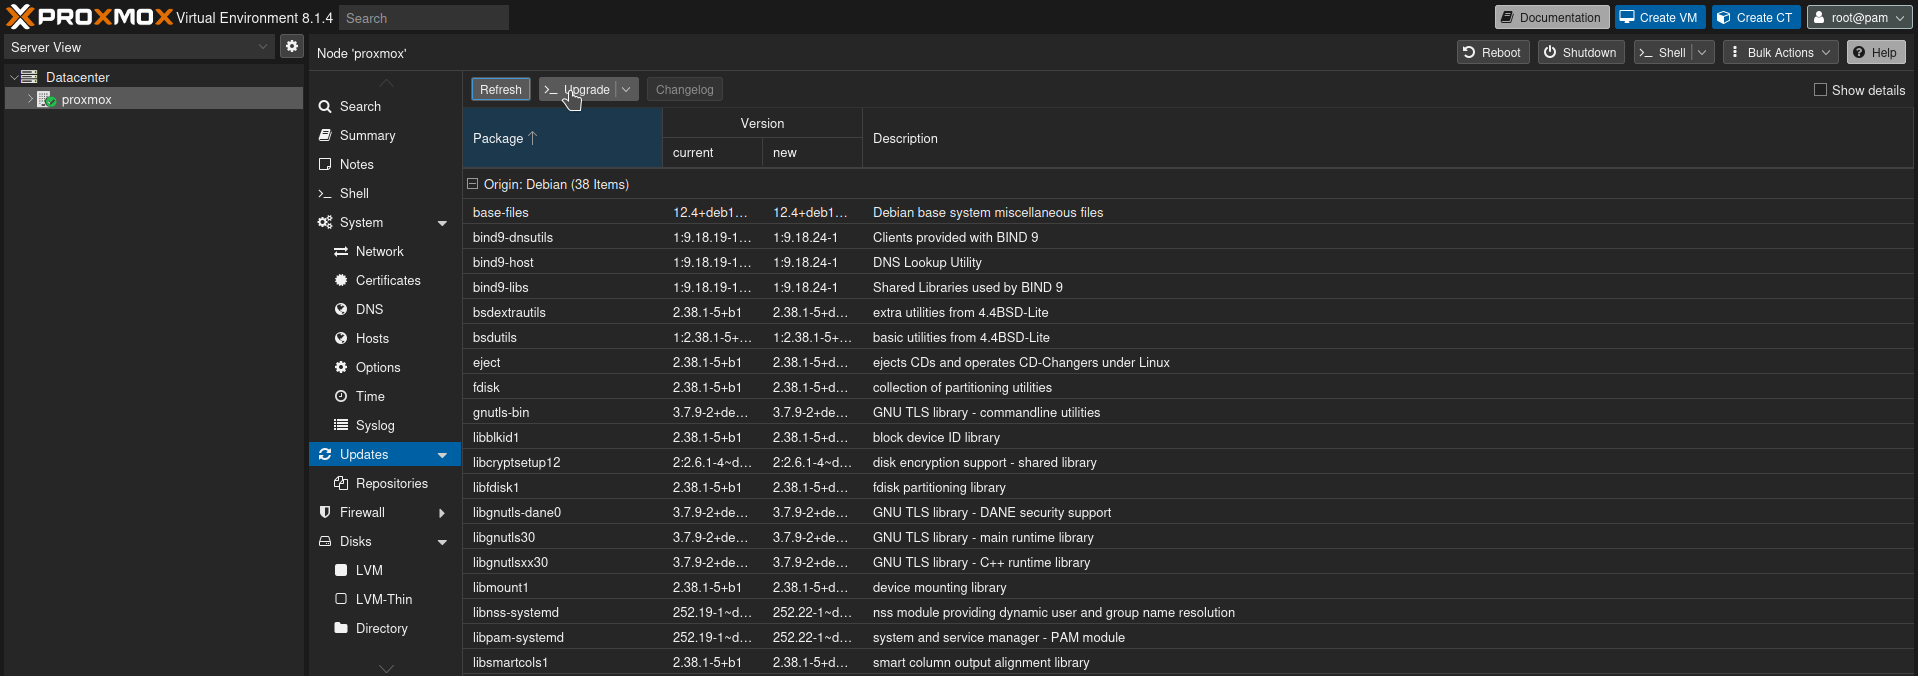 PROXMOX Virtual Environment 8.1.4 Search Documentation Create VM Create CT root@pam
Server View
Node 'proxmox' Reboot Shutdown >_ Shell Bulk Actions Help
Datacenter
proxmox
Refresh >_ Upgrade Changelog Show details
Search
Summary
Notes
>_ Shell
System
Network
Certificates
DNS
Hosts
Options
Time
Syslog
Updates
Repositories
Firewall
Disks
LVM
LVM-Thin
Directory
Package ↑ Version Description
current new
Origin: Debian (38 Items)
base-files 12.4+deb1… 12.4+deb1… Debian base system miscellaneous files
bind9-dnsutils 1:9.18.19-1… 1:9.18.24-1 Clients provided with BIND 9
bind9-host 1:9.18.19-1… 1:9.18.24-1 DNS Lookup Utility
bind9-libs 1:9.18.19-1… 1:9.18.24-1 Shared Libraries used by BIND 9
bsdextrautils 2.38.1-5+b1 2.38.1-5+d… extra utilities from 4.4BSD-Lite
bsdutils 1:2.38.1-5+… 1:2.38.1-5+… basic utilities from 4.4BSD-Lite
eject 2.38.1-5+b1 2.38.1-5+d… ejects CDs and operates CD-Changers under Linux
fdisk 2.38.1-5+b1 2.38.1-5+d… collection of partitioning utilities
gnutls-bin 3.7.9-2+de… 3.7.9-2+de… GNU TLS library - commandline utilities
libblkid1 2.38.1-5+b1 2.38.1-5+d… block device ID library
libcryptsetup12 2:2.6.1-4~d… 2:2.6.1-4~d… disk encryption support - shared library
libfdisk1 2.38.1-5+b1 2.38.1-5+d… fdisk partitioning library
libgnutls-dane0 3.7.9-2+de… 3.7.9-2+de… GNU TLS library - DANE security support
libgnutls30 3.7.9-2+de… 3.7.9-2+de… GNU TLS library - main runtime library
libgnutlsxx30 3.7.9-2+de… 3.7.9-2+de… GNU TLS library - C++ runtime library
libmount1 2.38.1-5+b1 2.38.1-5+d… device mounting library
libnss-systemd 252.19-1~d… 252.22-1~d… nss module providing dynamic user and group name resolution
libpam-systemd 252.19-1~d… 252.22-1~d… system and service manager - PAM module
libsmartcols1 2.38.1-5+b1 2.38.1-5+d… smart column output alignment library